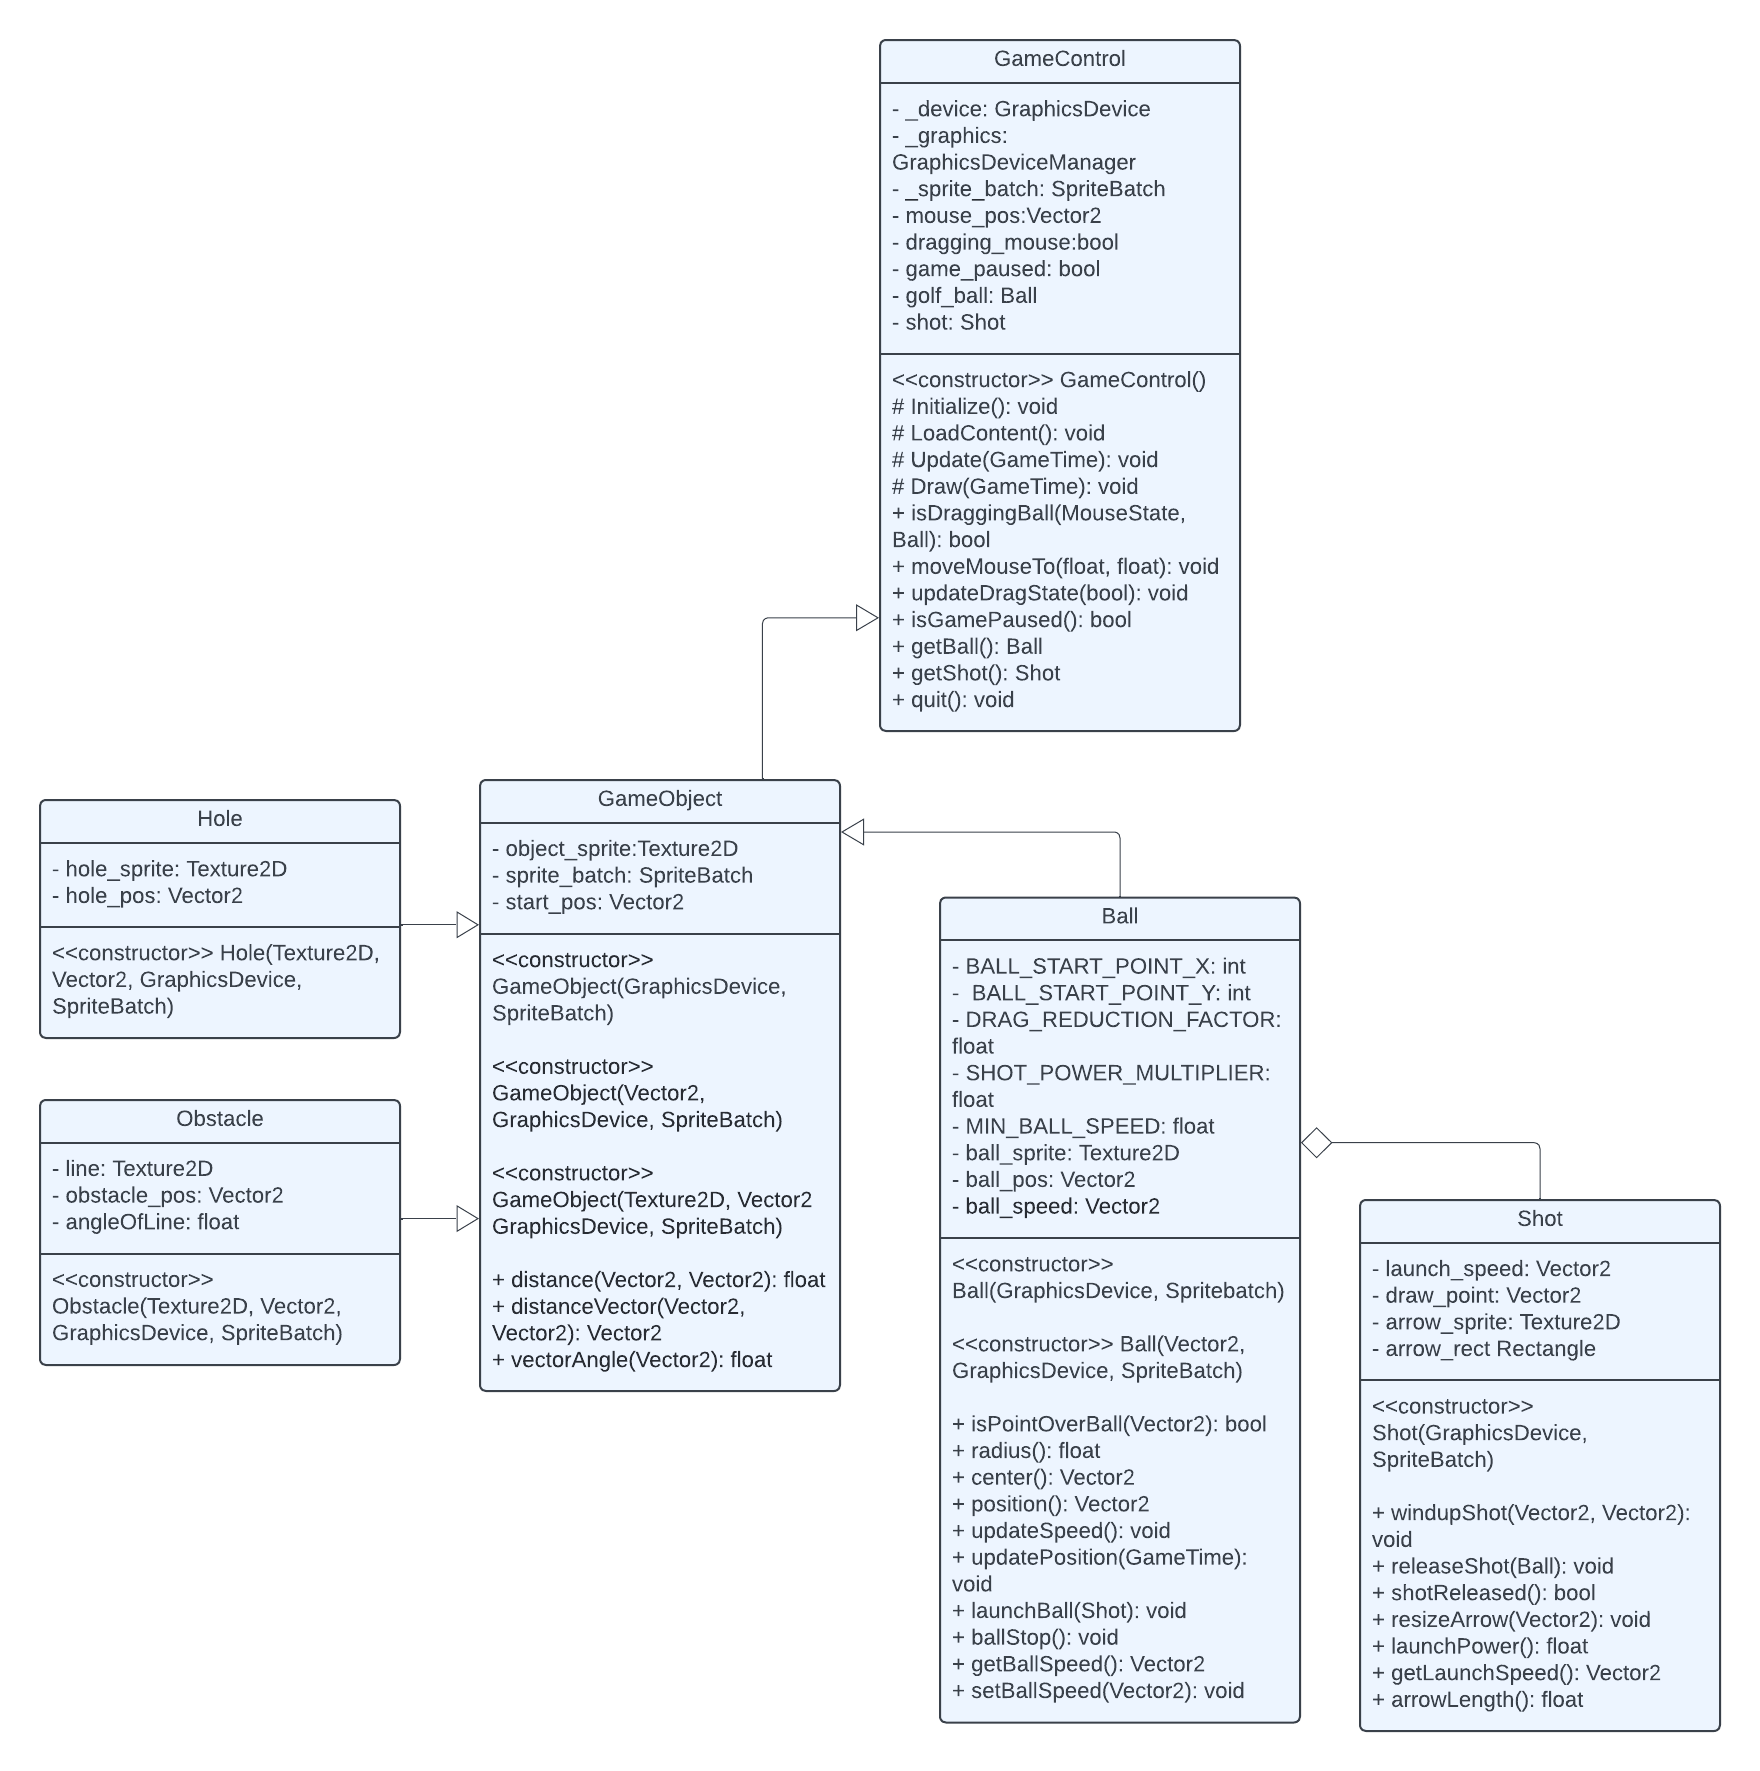 GameControl
- _device: GraphicsDevice
- _graphics:
GraphicsDeviceManager
- _sprite_batch: SpriteBatch
- mouse_pos:Vector2
- dragging_mouse:bool
- game_paused: bool
- golf_ball: Ball
- shot: Shot
<<constructor>> GameControl()
# Initialize(): void
# LoadContent(): void
# Update(GameTime): void
# Draw(GameTime): void
+ isDraggingBall(MouseState,
Ball): bool
+ moveMouseTo(float, float): void
+ updateDragState(bool): void
+ isGamePaused(): bool
+ getBall(): Ball
+ getShot(): Shot
+ quit(): void
Hole
- hole_sprite: Texture2D
- hole_pos: Vector2
<<constructor>> Hole(Texture2D,
Vector2, GraphicsDevice,
SpriteBatch)
Obstacle
- line: Texture2D
- obstacle_pos: Vector2
- angleOfLine: float
<<constructor>>
Obstacle(Texture2D, Vector2,
GraphicsDevice, SpriteBatch)
GameObject
- object_sprite:Texture2D
- sprite_batch: SpriteBatch
- start_pos: Vector2
<<constructor>>
GameObject(GraphicsDevice,
SpriteBatch)
<<constructor>>
GameObject(Vector2,
GraphicsDevice, SpriteBatch)
<<constructor>>
GameObject(Texture2D, Vector2
GraphicsDevice, SpriteBatch)
+ distance(Vector2, Vector2): float
+ distanceVector(Vector2,
Vector2): Vector2
+ vectorAngle(Vector2): float
Ball
- BALL_START_POINT_X: int
-  BALL_START_POINT_Y: int
- DRAG_REDUCTION_FACTOR:
float
- SHOT_POWER_MULTIPLIER:
float
- MIN_BALL_SPEED: float
- ball_sprite: Texture2D
- ball_pos: Vector2
- ball_speed: Vector2
<<constructor>>
Ball(GraphicsDevice, Spritebatch)
<<constructor>> Ball(Vector2,
GraphicsDevice, SpriteBatch)
+ isPointOverBall(Vector2): bool
+ radius(): float
+ center(): Vector2
+ position(): Vector2
+ updateSpeed(): void
+ updatePosition(GameTime):
void
+ launchBall(Shot): void
+ ballStop(): void
+ getBallSpeed(): Vector2
+ setBallSpeed(Vector2): void
Shot
- launch_speed: Vector2
- draw_point: Vector2
- arrow_sprite: Texture2D
- arrow_rect Rectangle
<<constructor>>
Shot(GraphicsDevice,
SpriteBatch)
+ windupShot(Vector2, Vector2):
void
+ releaseShot(Ball): void
+ shotReleased(): bool
+ resizeArrow(Vector2): void
+ launchPower(): float
+ getLaunchSpeed(): Vector2
+ arrowLength(): float